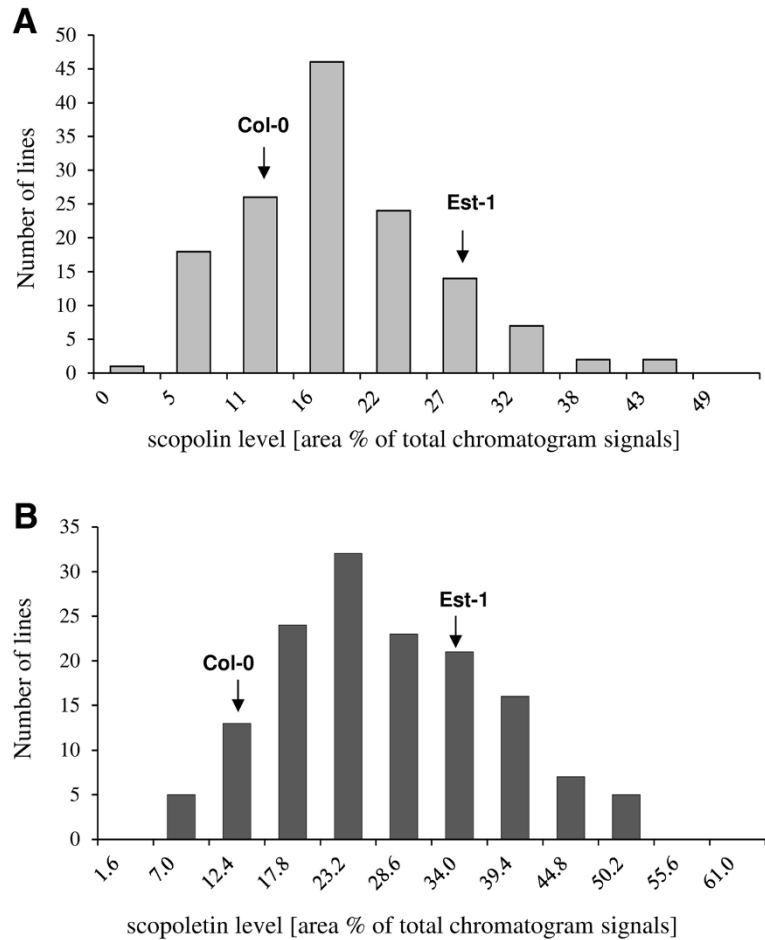 A
50
45
40
35
30
25
20
15
10
5
0
Number of lines
Col-0
Est-1
0 5 11 16 22 27 32 38 43 49
scopolin level [area % of total chromatogram signals]
B
35
30
25
20
15
10
5
0
Number of lines
Col-0
Est-1
1.6 7.0 12.4 17.8 23.2 28.6 34.0 39.4 44.8 50.2 55.6 61.0
scopoletin level [area % of total chromatogram signals]